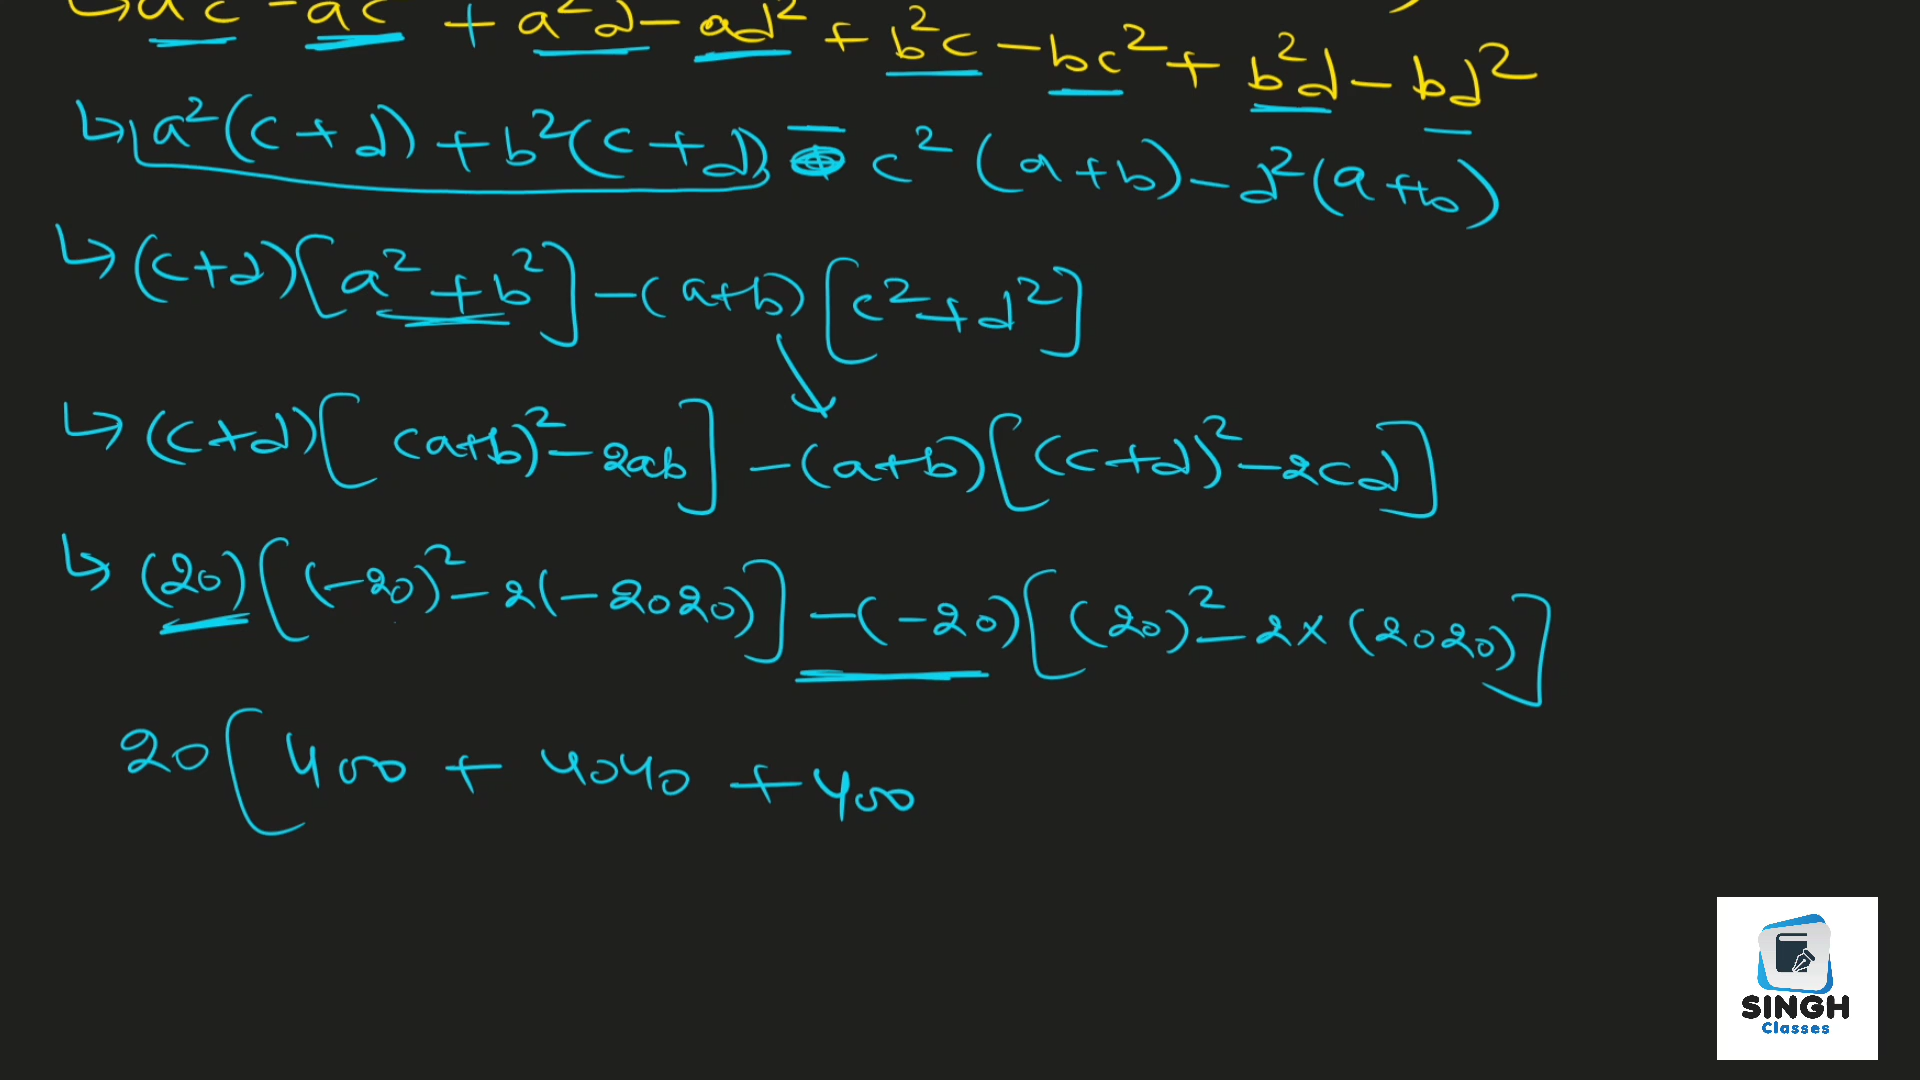 ↳ a²c - ac² + a²d - ad² + b²c - bc² + b²d - bd²
↳ a²(c+d) + b²(c+d) - c²(a+b) - d²(a+b)
↳ (c+d)[a²+b²] - (a+b)[c²+d²]
↳ (c+d)[(a+b)² - 2ab] - (a+b)[(c+d)² - 2cd]
↳ (20)[(-20)² - 2(-2020)] - (-20)[(20)² - 2×(2020)]
20[400 + 4040 + 400
SINGH
Classes